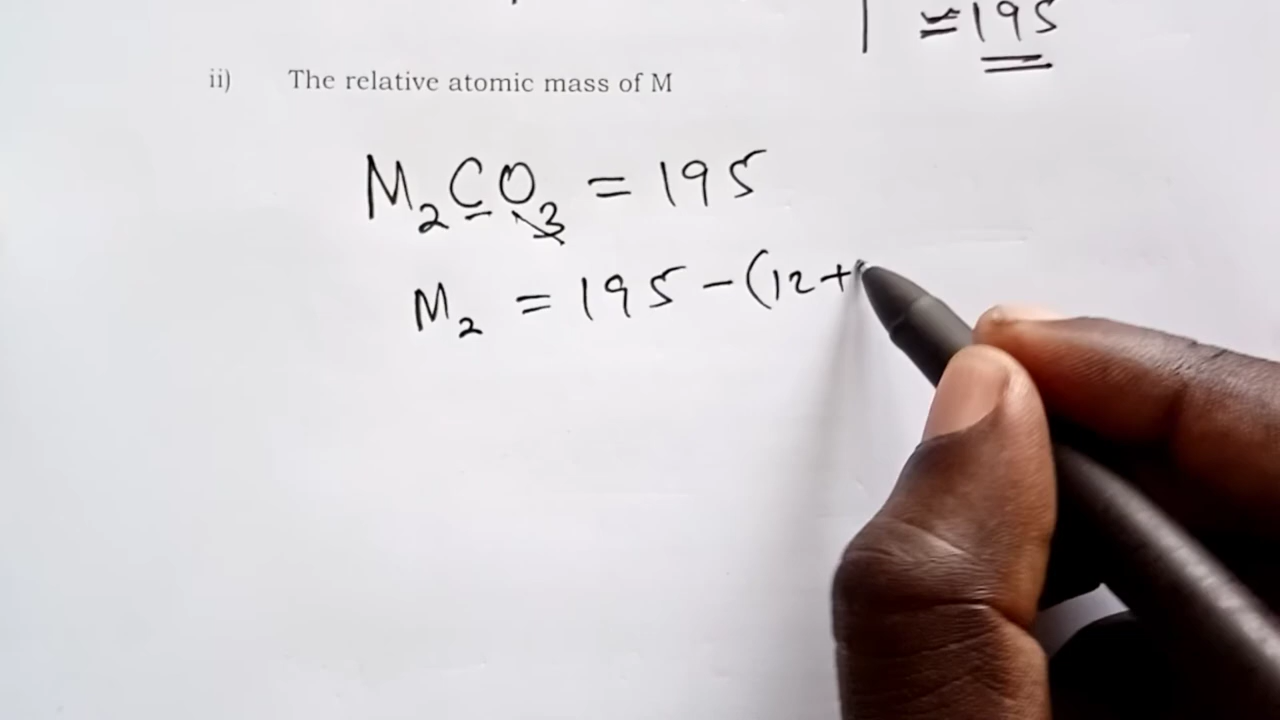 ≃195
ii) The relative atomic mass of M
M₂CO₃ = 195
M₂ = 195 - (12+